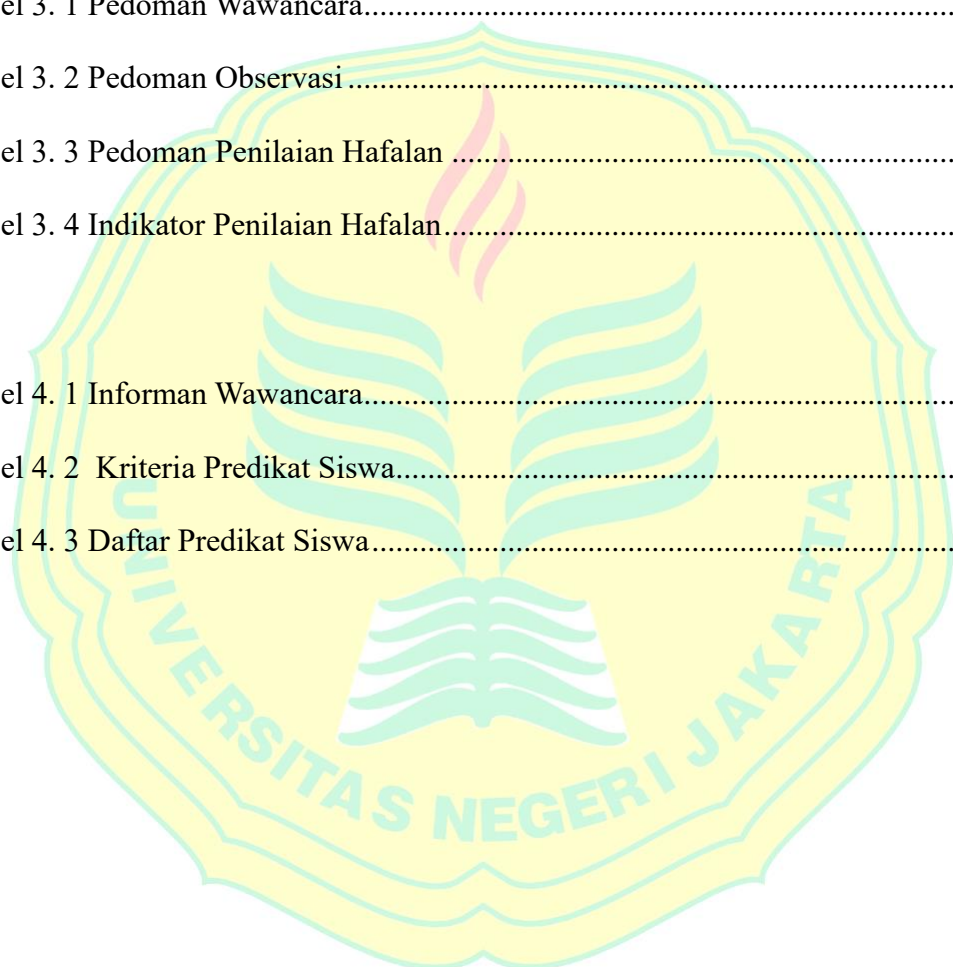 el 3. 1 Pedoman Wawancara....................................................................................
el 3. 2 Pedoman Observasi ......................................................................................
el 3. 3 Pedoman Penilaian Hafalan .........................................................................
el 3. 4 Indikator Penilaian Hafalan..........................................................................
el 4. 1 Informan Wawancara....................................................................................
el 4. 2  Kriteria Predikat Siswa................................................................................
el 4. 3 Daftar Predikat Siswa...................................................................................
UNIVERSITAS NEGERI JAKARTA